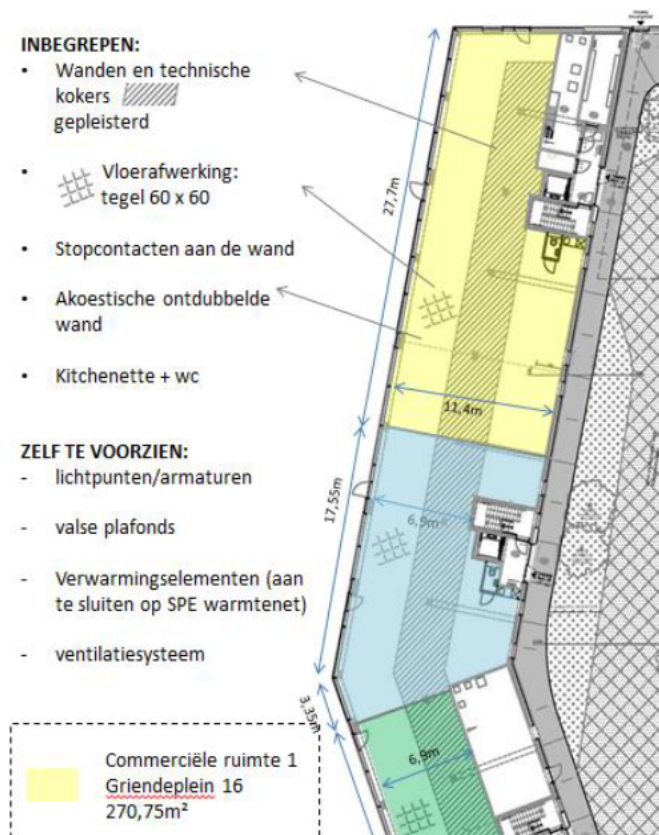 INBEGREPEN:
• Wanden en technische
kokers
gepleisterd
• Vloerafwerking:
tegel 60 x 60
• Stopcontacten aan de wand
• Akoestische ontdubbelde
wand
• Kitchenette + wc
ZELF TE VOORZIEN:
- lichtpunten/armaturen
- valse plafonds
- Verwarmingselementen (aan
te sluiten op SPE warmtenet)
- ventilatiesysteem
Commerciële ruimte 1
Griendeplein 16
270,75m²
27,7m
11,4m
17,55m
6,9m
3,35m
6,9m